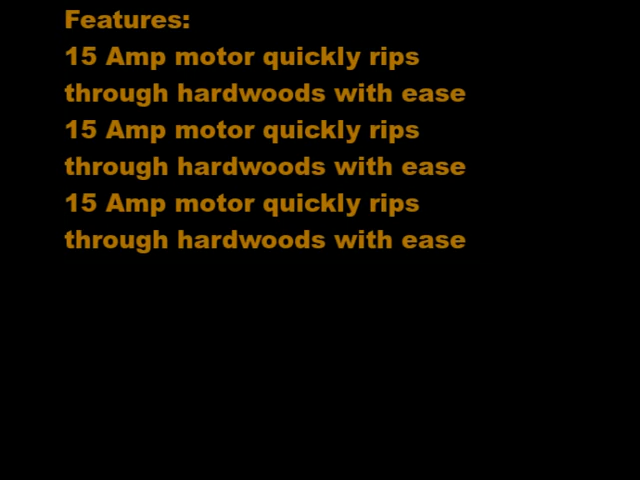 Features:
15 Amp motor quickly rips
through hardwoods with ease
15 Amp motor quickly rips
through hardwoods with ease
15 Amp motor quickly rips
through hardwoods with ease